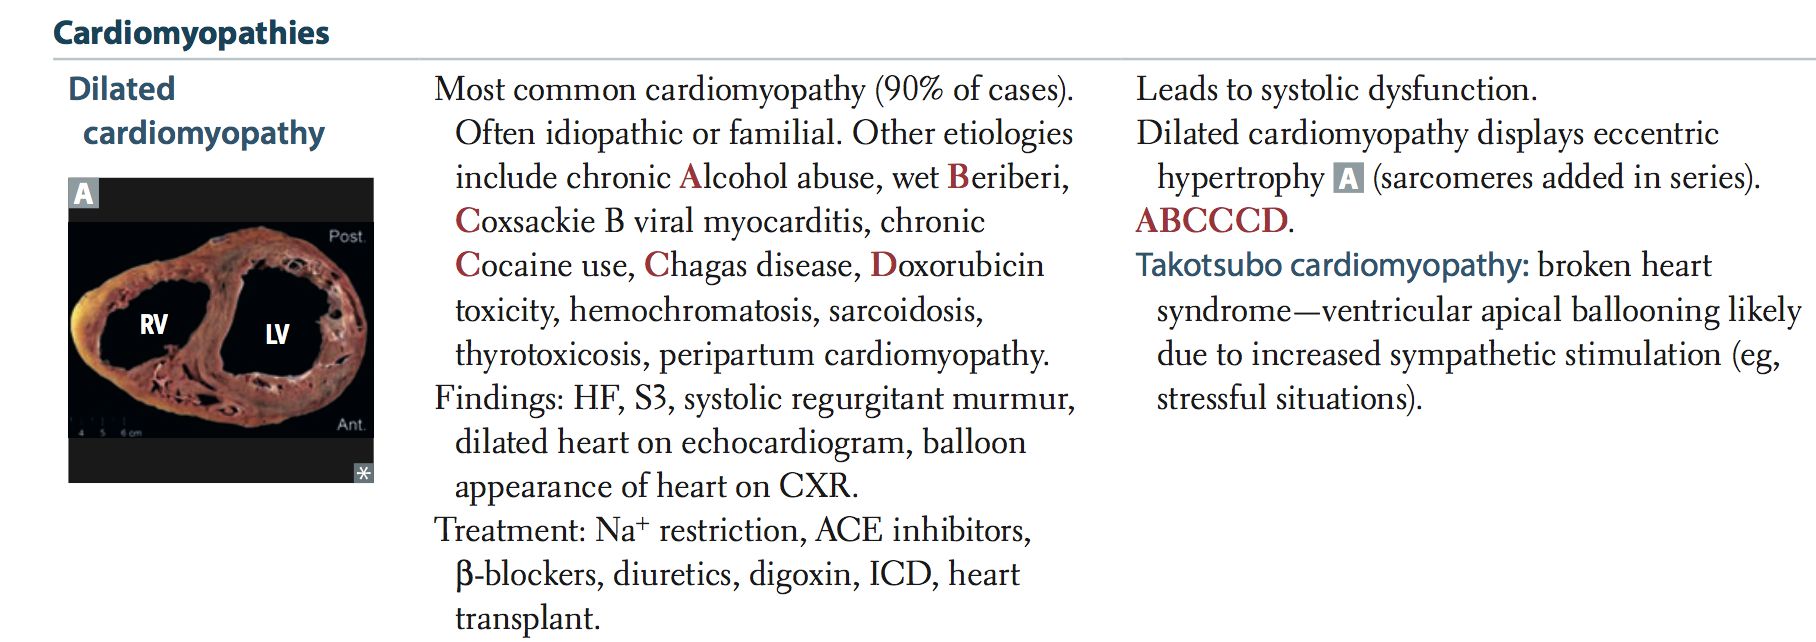 Cardiomyopathies
Dilated
cardiomyopathy
A
Post.
RV
LV
Ant.
4 5 6 cm
*
Most common cardiomyopathy (90% of cases).
Often idiopathic or familial. Other etiologies
include chronic Alcohol abuse, wet Beriberi,
Coxsackie B viral myocarditis, chronic
Cocaine use, Chagas disease, Doxorubicin
toxicity, hemochromatosis, sarcoidosis,
thyrotoxicosis, peripartum cardiomyopathy.
Findings: HF, S3, systolic regurgitant murmur,
dilated heart on echocardiogram, balloon
appearance of heart on CXR.
Treatment: Na⁺ restriction, ACE inhibitors,
β-blockers, diuretics, digoxin, ICD, heart
transplant.
Leads to systolic dysfunction.
Dilated cardiomyopathy displays eccentric
hypertrophy A (sarcomeres added in series).
ABCCCD.
Takotsubo cardiomyopathy: broken heart
syndrome—ventricular apical ballooning likely
due to increased sympathetic stimulation (eg,
stressful situations).